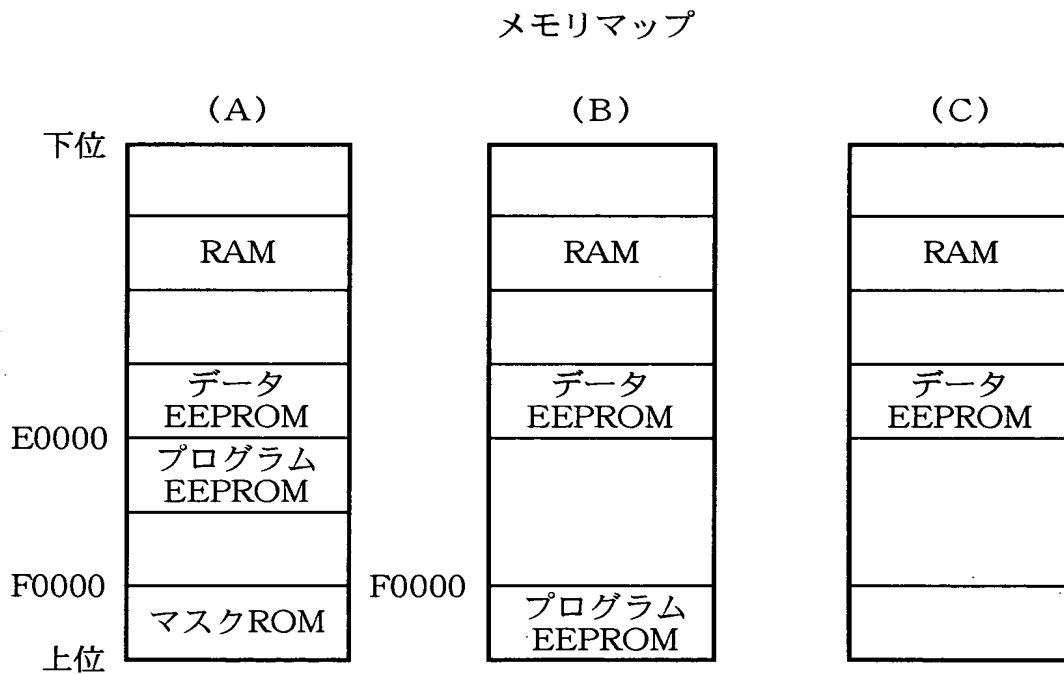 メモリマップ
(A)
(B)
(C)
下位
RAM
RAM
RAM
データ
EEPROM
データ
EEPROM
データ
EEPROM
E0000
プログラム
EEPROM
F0000
マスクROM
F0000
プログラム
EEPROM
上位